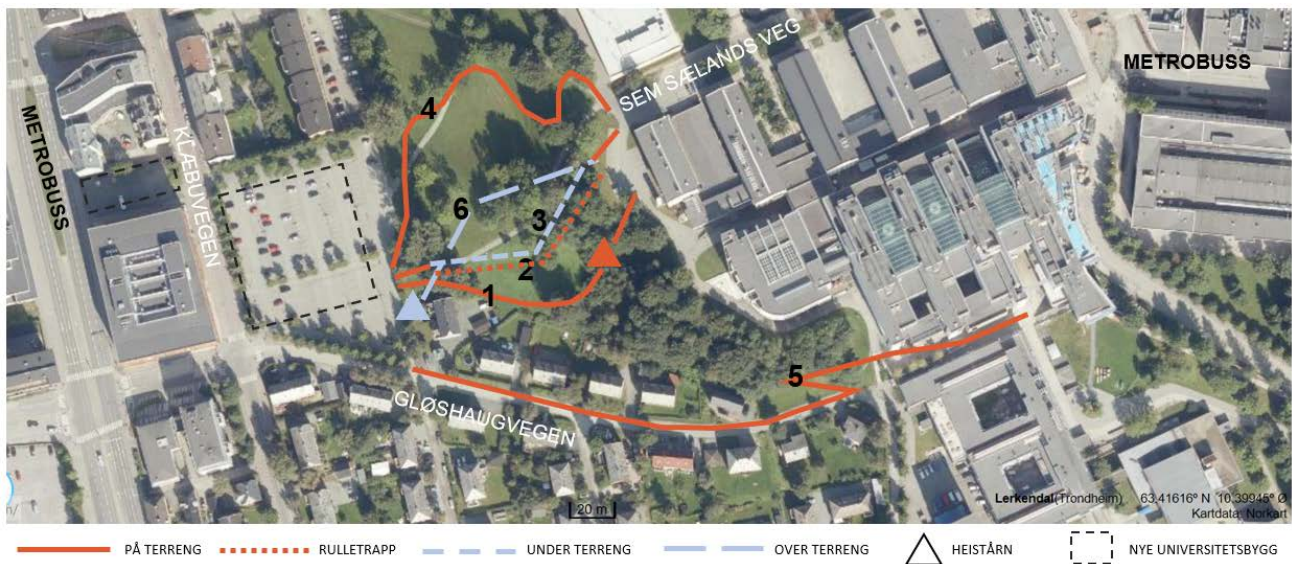 METROBUSS
KLÆBUVEGEN
4
6
3
2
1
SEM SÆLANDS VEG
METROBUSS
5
GLØSHAUGVEGEN
20 m
Lerkendal(Trondheim) 63.41616° N 10.39945° Ø
Kartdata: Norkart
PÅ TERRENG RULLETRAPP UNDER TERRENG OVER TERRENG HEISTÅRN NYE UNIVERSITETSBYGG